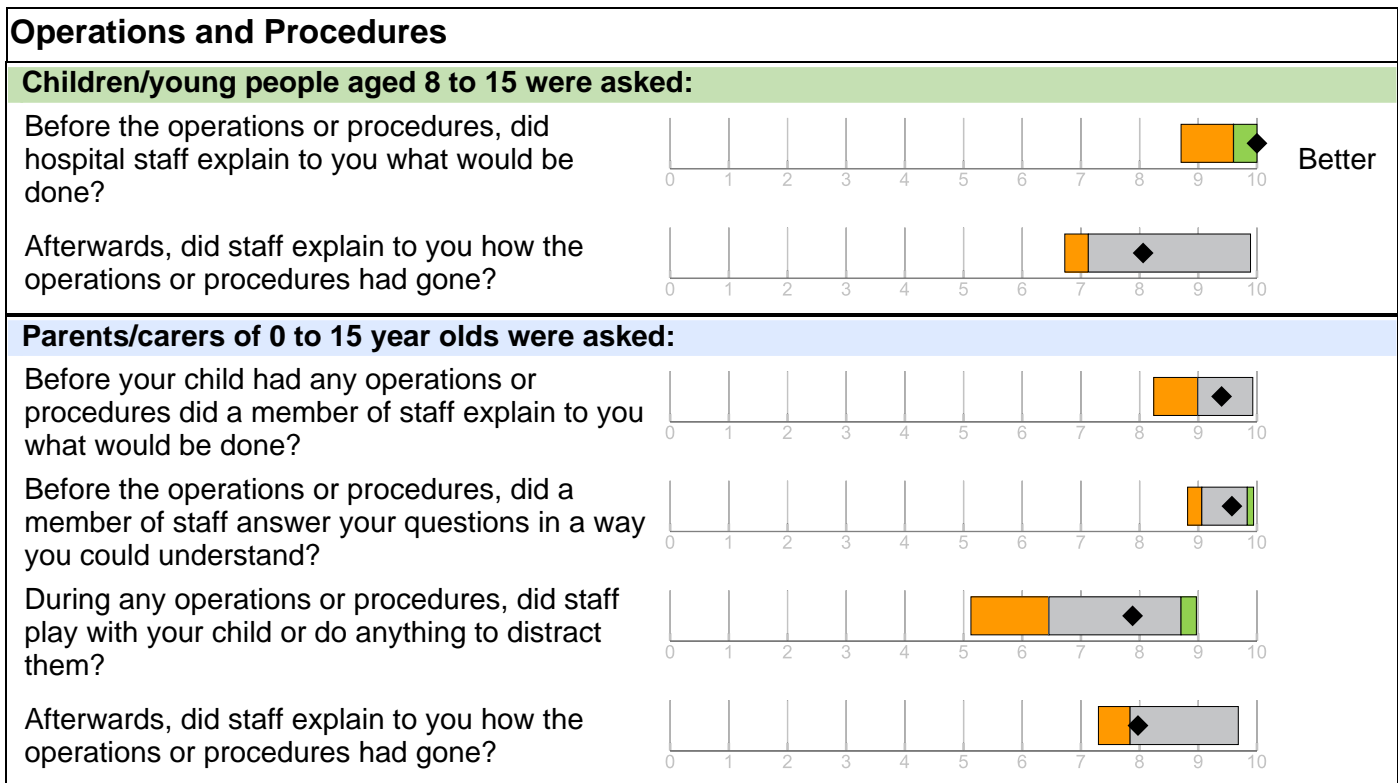 Operations and Procedures
Children/young people aged 8 to 15 were asked:
Before the operations or procedures, did
hospital staff explain to you what would be
done?
0 1 2 3 4 5 6 7 8 9 10
Better
Afterwards, did staff explain to you how the
operations or procedures had gone?
0 1 2 3 4 5 6 7 8 9 10
Parents/carers of 0 to 15 year olds were asked:
Before your child had any operations or
procedures did a member of staff explain to you
what would be done?
0 1 2 3 4 5 6 7 8 9 10
Before the operations or procedures, did a
member of staff answer your questions in a way
you could understand?
0 1 2 3 4 5 6 7 8 9 10
During any operations or procedures, did staff
play with your child or do anything to distract
them?
0 1 2 3 4 5 6 7 8 9 10
Afterwards, did staff explain to you how the
operations or procedures had gone?
0 1 2 3 4 5 6 7 8 9 10